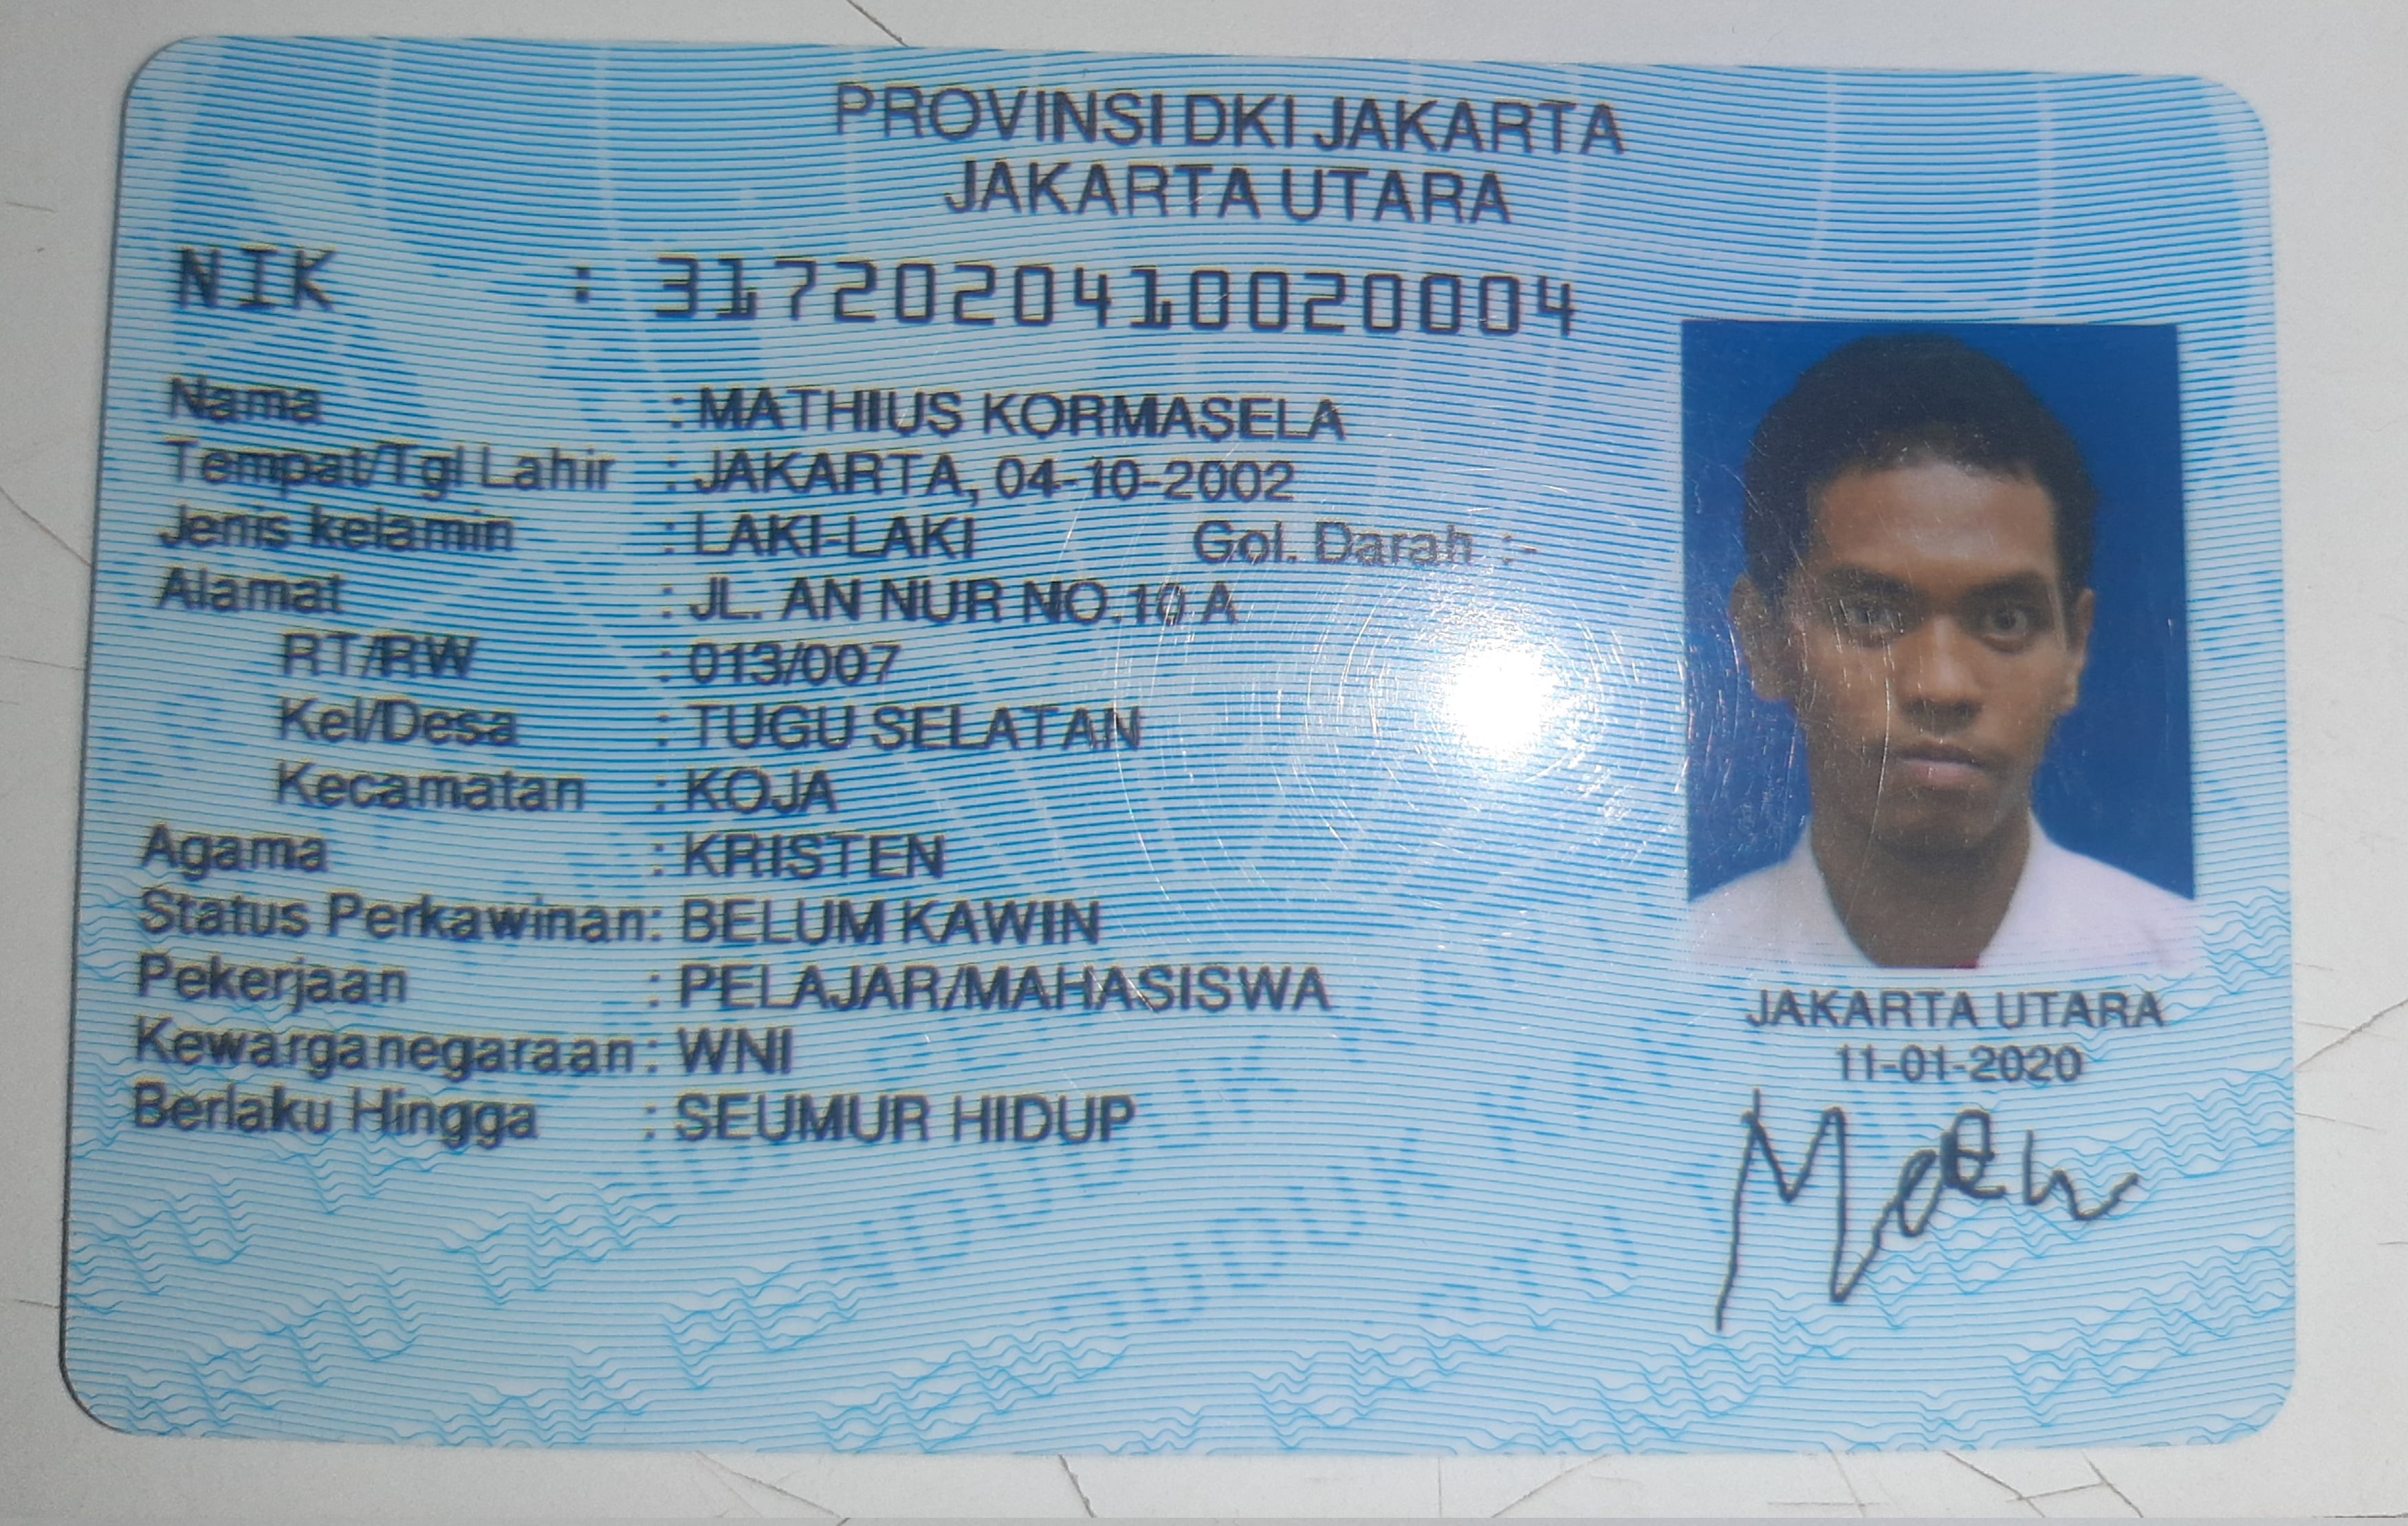 PROVINSI DKI JAKARTA
JAKARTA UTARA
NIK : 3172020410020004
Nama : MATHIUS KORMASELA
Tempat/Tgl Lahir : JAKARTA, 04-10-2002
Jenis kelamin : LAKI-LAKI Gol. Darah :-
Alamat : JL. AN NUR NO.10 A
RT/RW : 013/007
Kel/Desa : TUGU SELATAN
Kecamatan : KOJA
Agama : KRISTEN
Status Perkawinan: BELUM KAWIN
Pekerjaan : PELAJAR/MAHASISWA
Kewarganegaraan: WNI
Berlaku Hingga : SEUMUR HIDUP
JAKARTA UTARA
11-01-2020